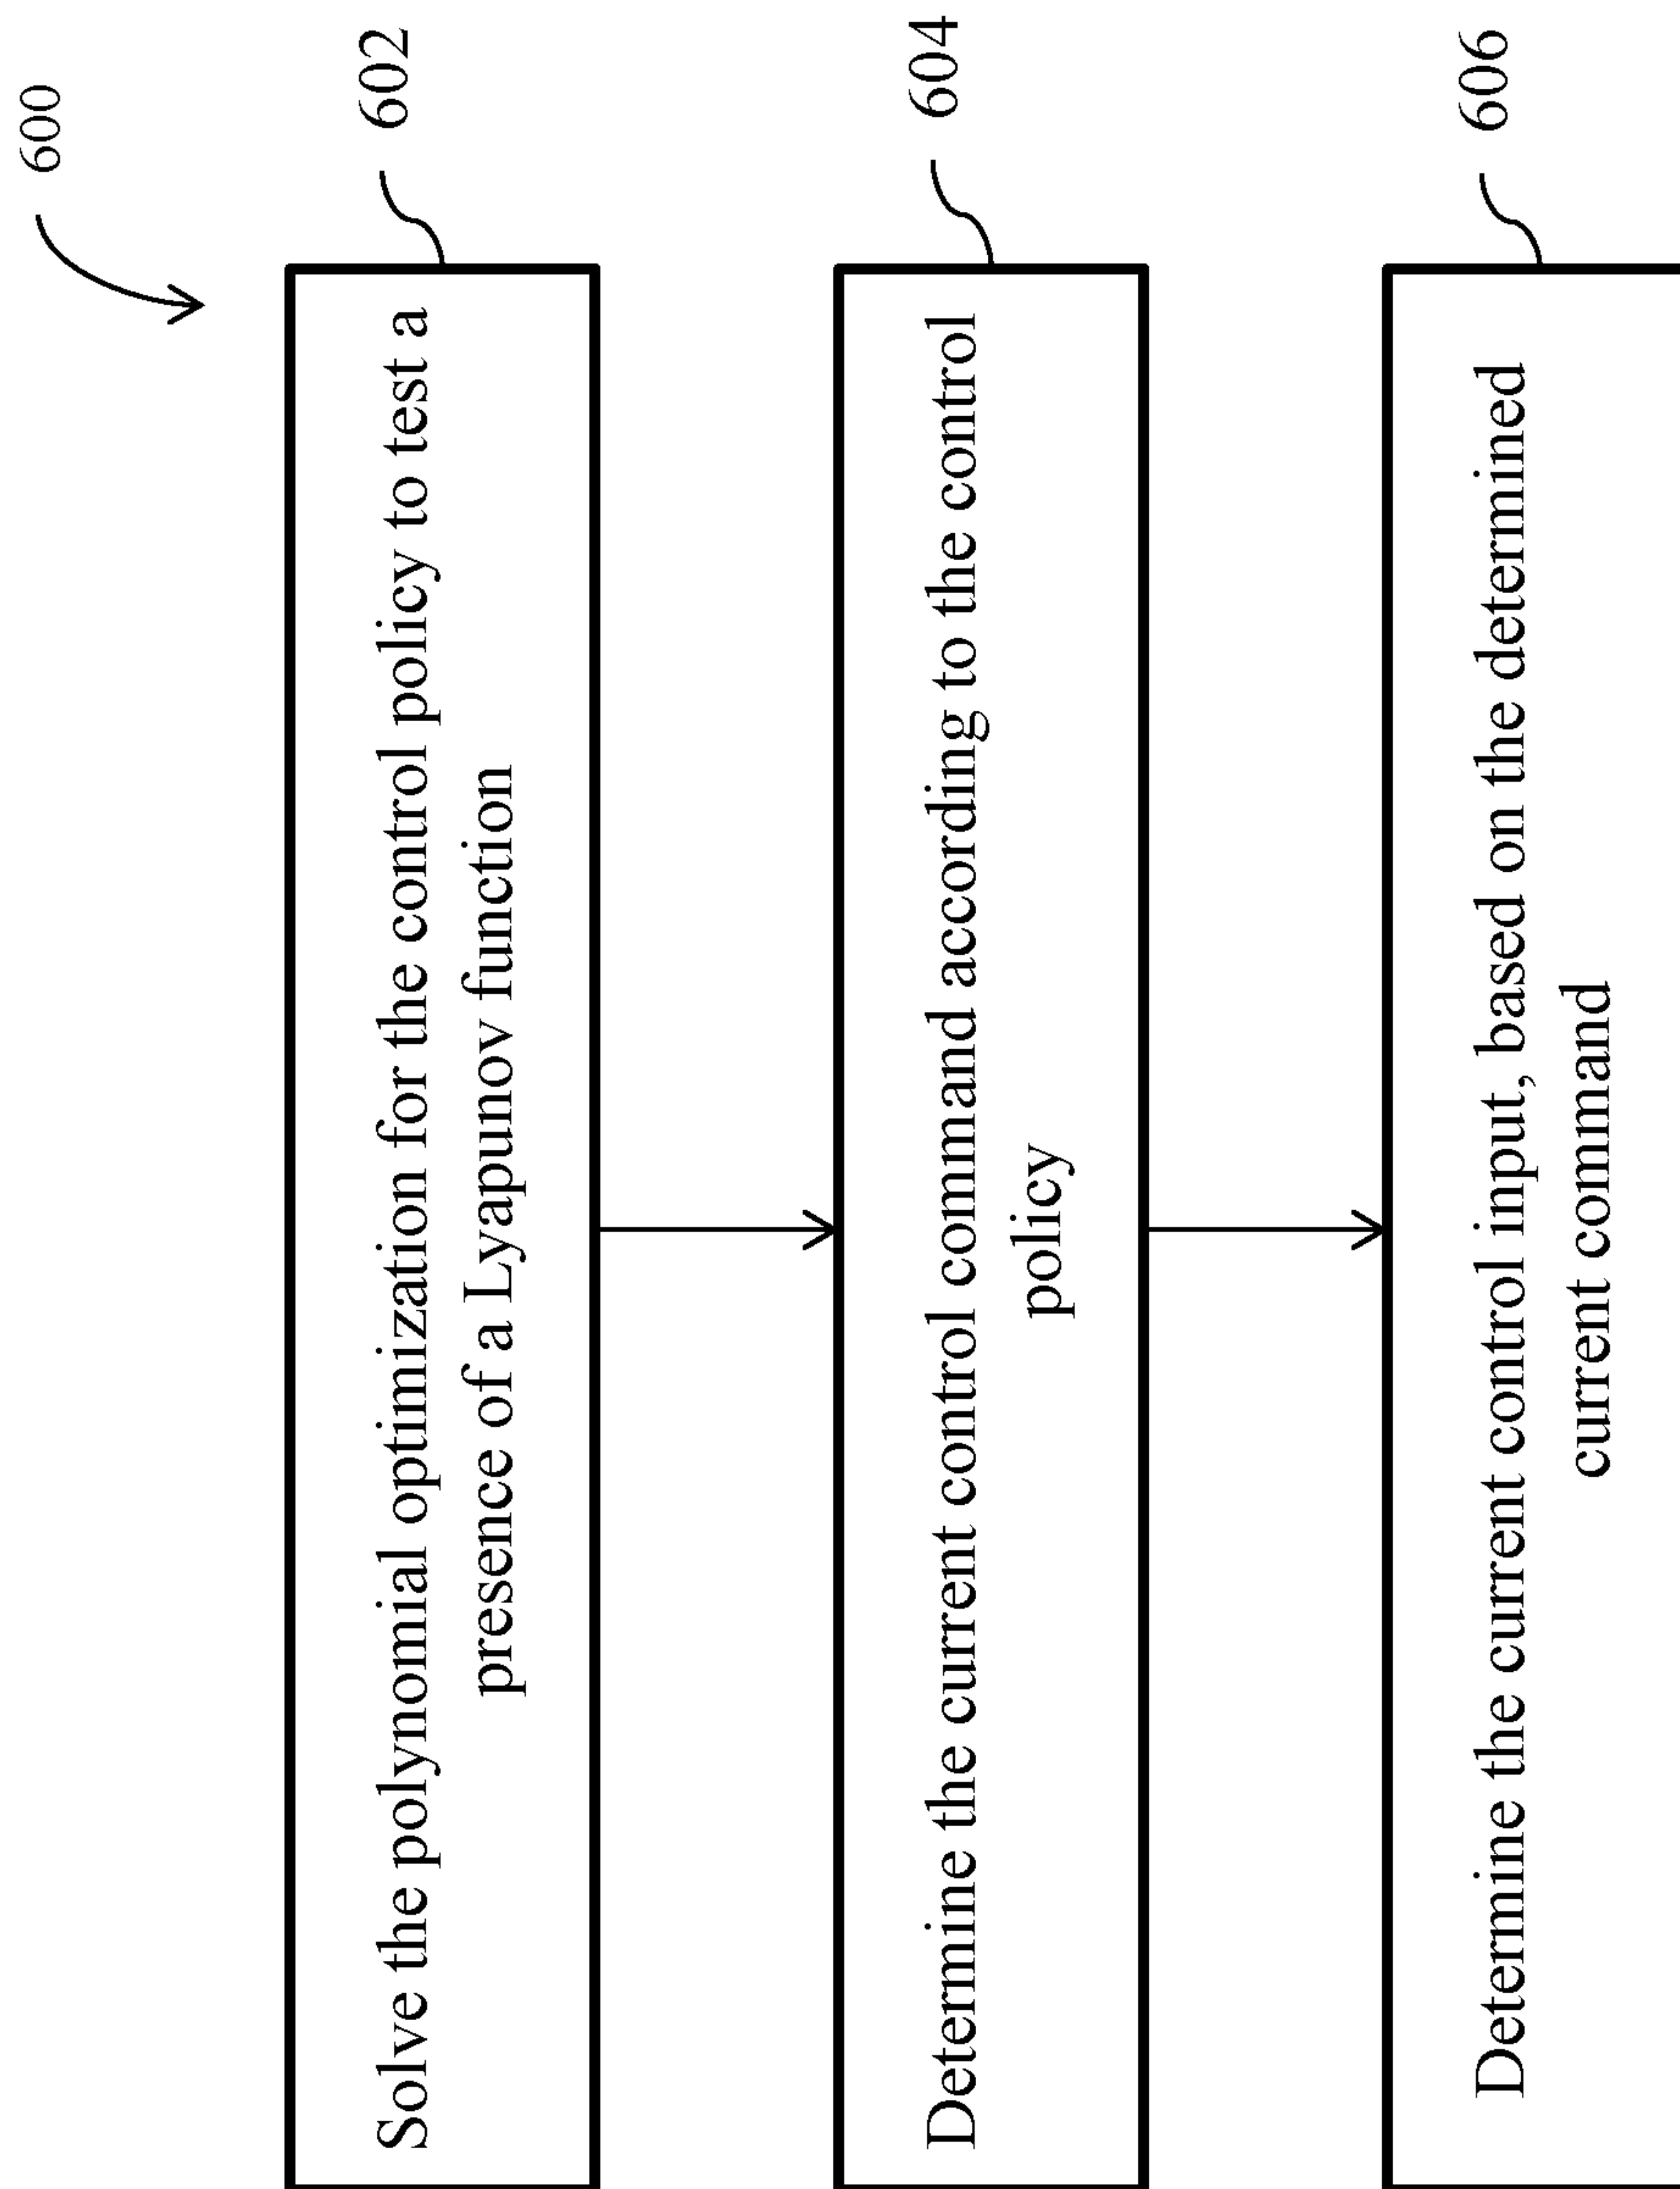 600
602
Solve the polynomial optimization for the control policy to test a
presence of a Lyapunov function
604
Determine the current control command according to the control
policy
606
Determine the current control input, based on the determined
current command